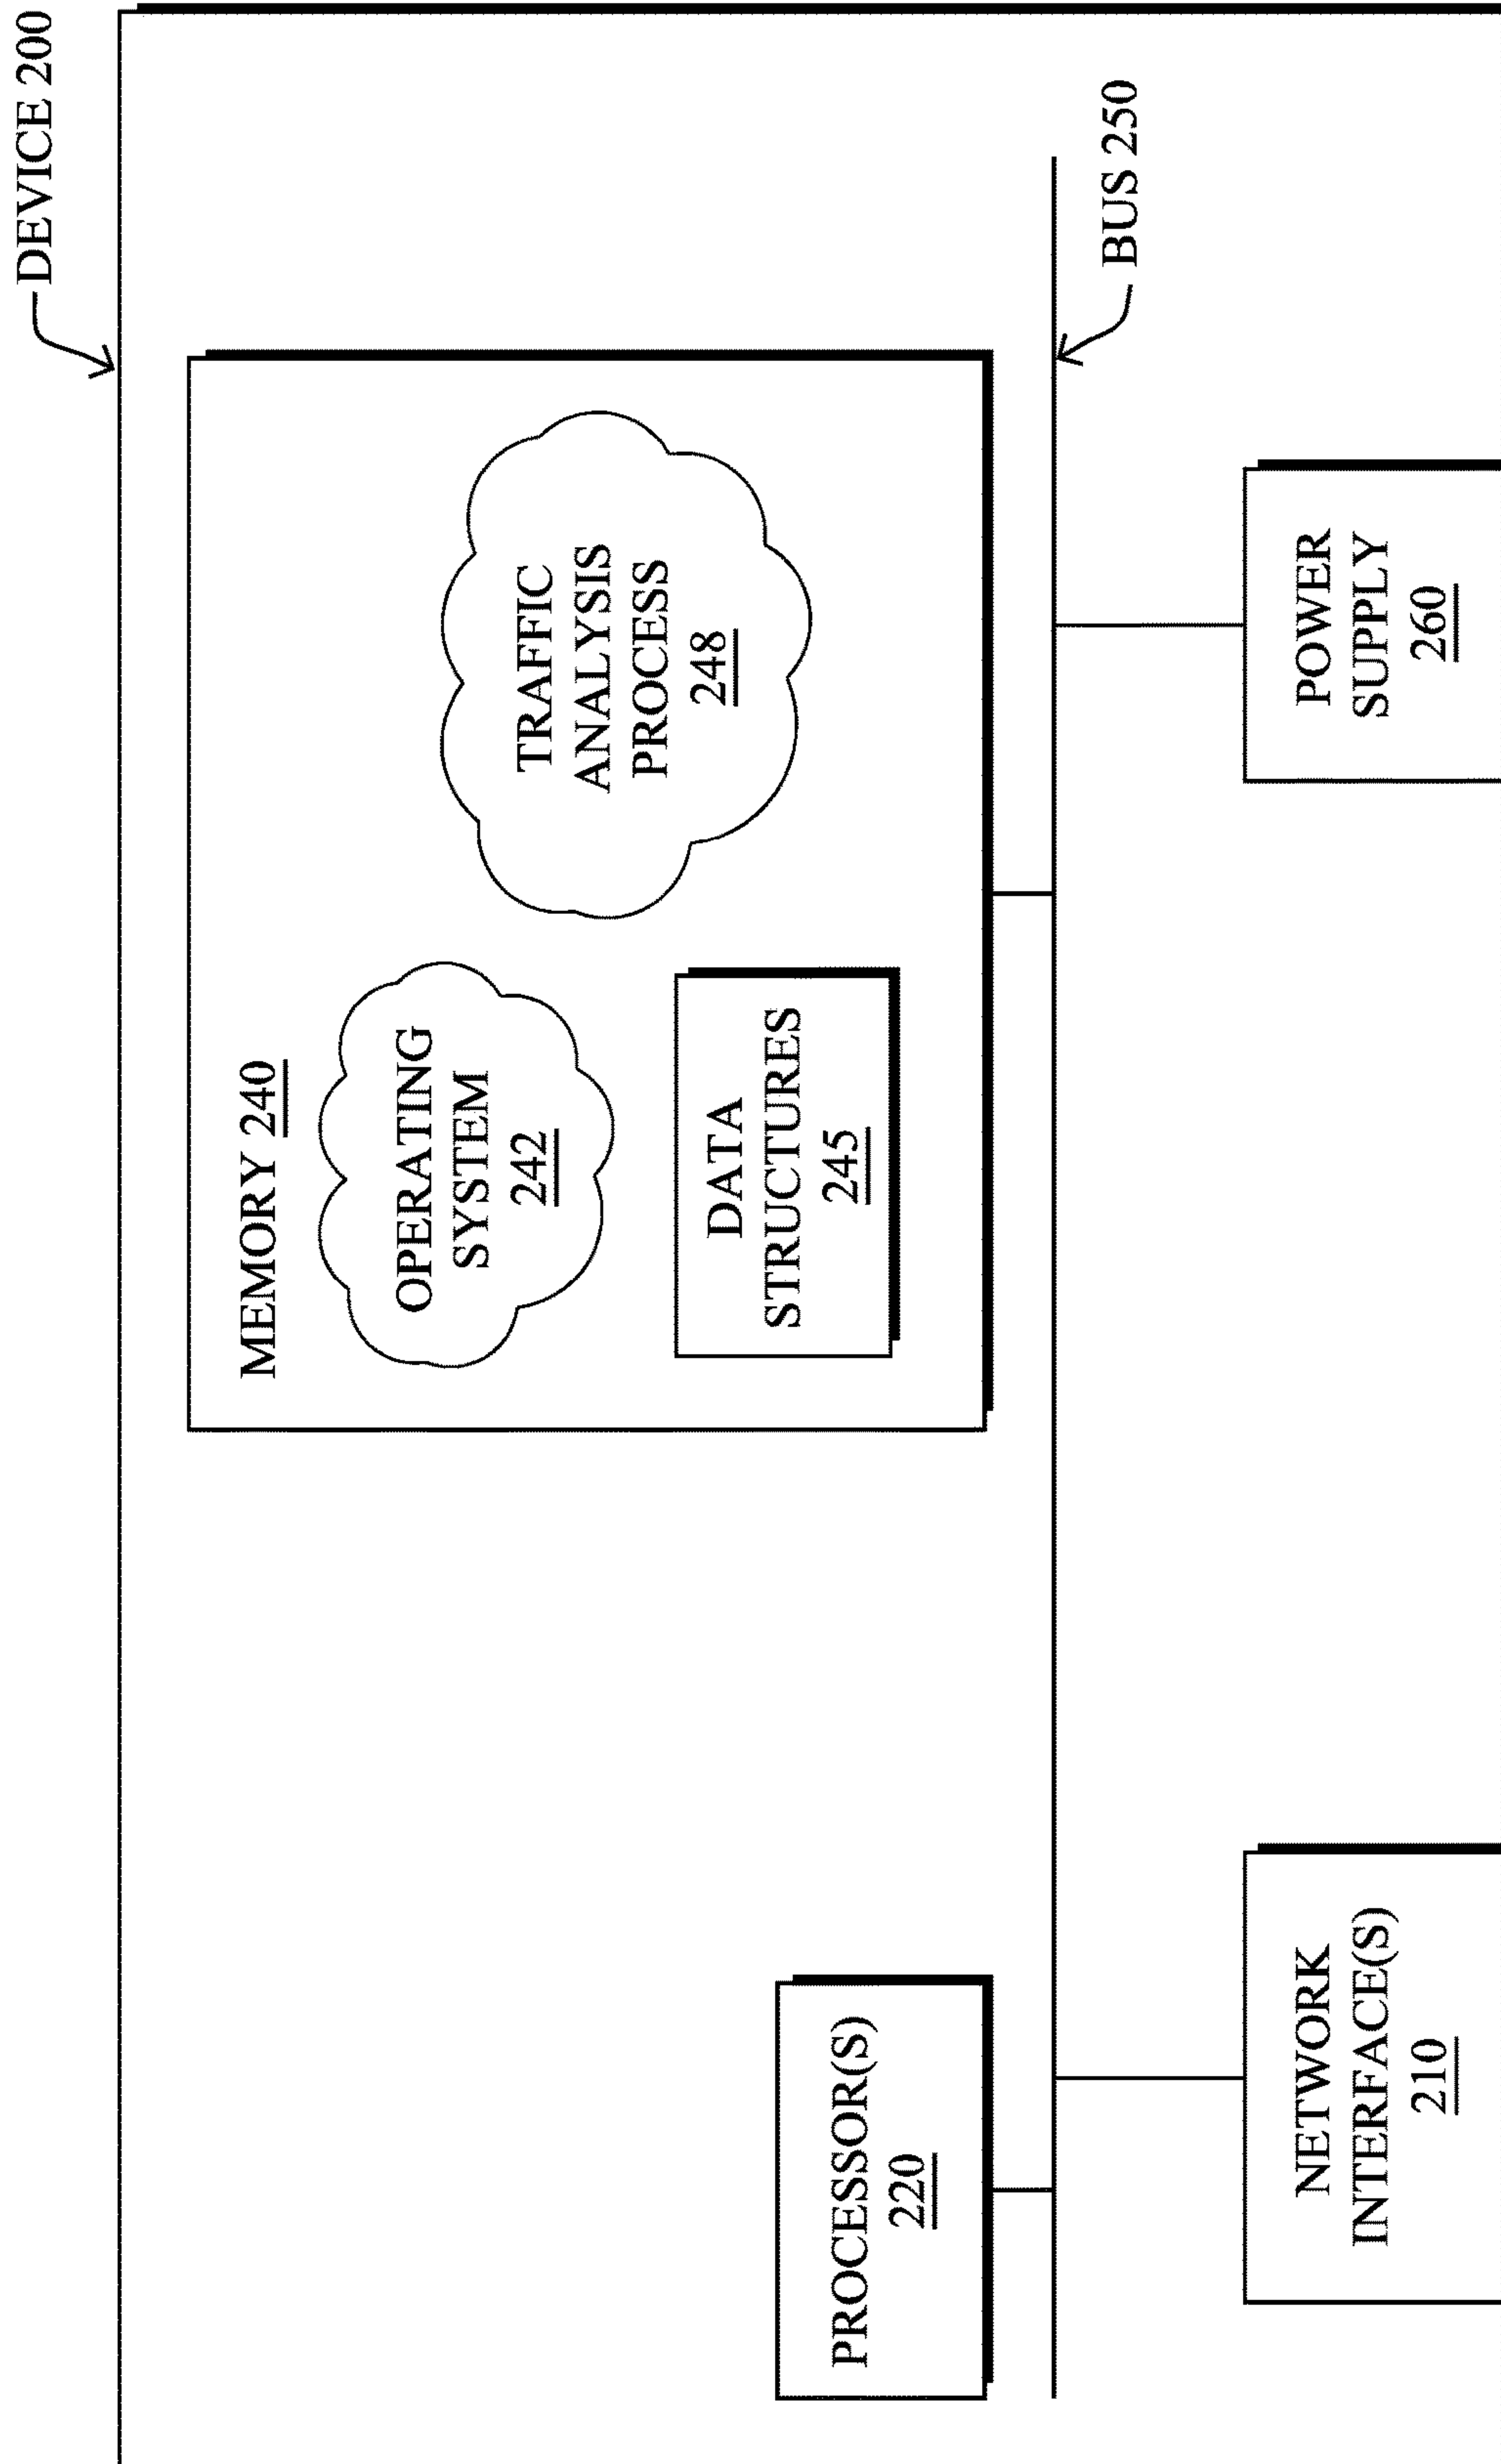 DEVICE 200
MEMORY 240
OPERATING
SYSTEM
242
TRAFFIC
ANALYSIS
PROCESS
248
DATA
STRUCTURES
245
PROCESSOR(S)
220
BUS 250
NETWORK
INTERFACE(S)
210
POWER
SUPPLY
260